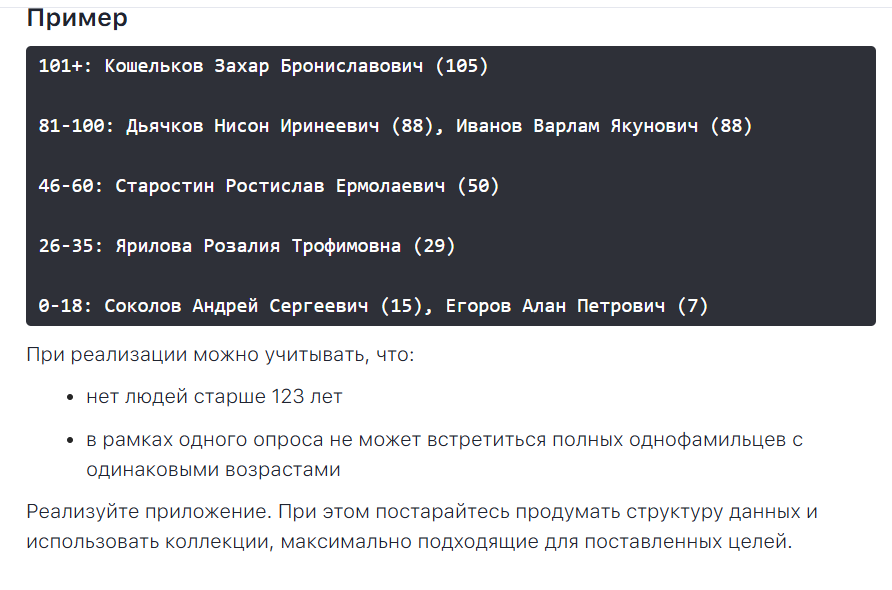 Пример
101+: Кошельков Захар Брониславович (105)
81-100: Дьячков Нисон Иринеевич (88), Иванов Варлам Якунович (88)
46-60: Старостин Ростислав Ермолаевич (50)
26-35: Ярилова Розалия Трофимовна (29)
0-18: Соколов Андрей Сергеевич (15), Егоров Алан Петрович (7)
При реализации можно учитывать, что:
• нет людей старше 123 лет
• в рамках одного опроса не может встретиться полных однофамильцев с
одинаковыми возрастами
Реализуйте приложение. При этом постарайтесь продумать структуру данных и
использовать коллекции, максимально подходящие для поставленных целей.